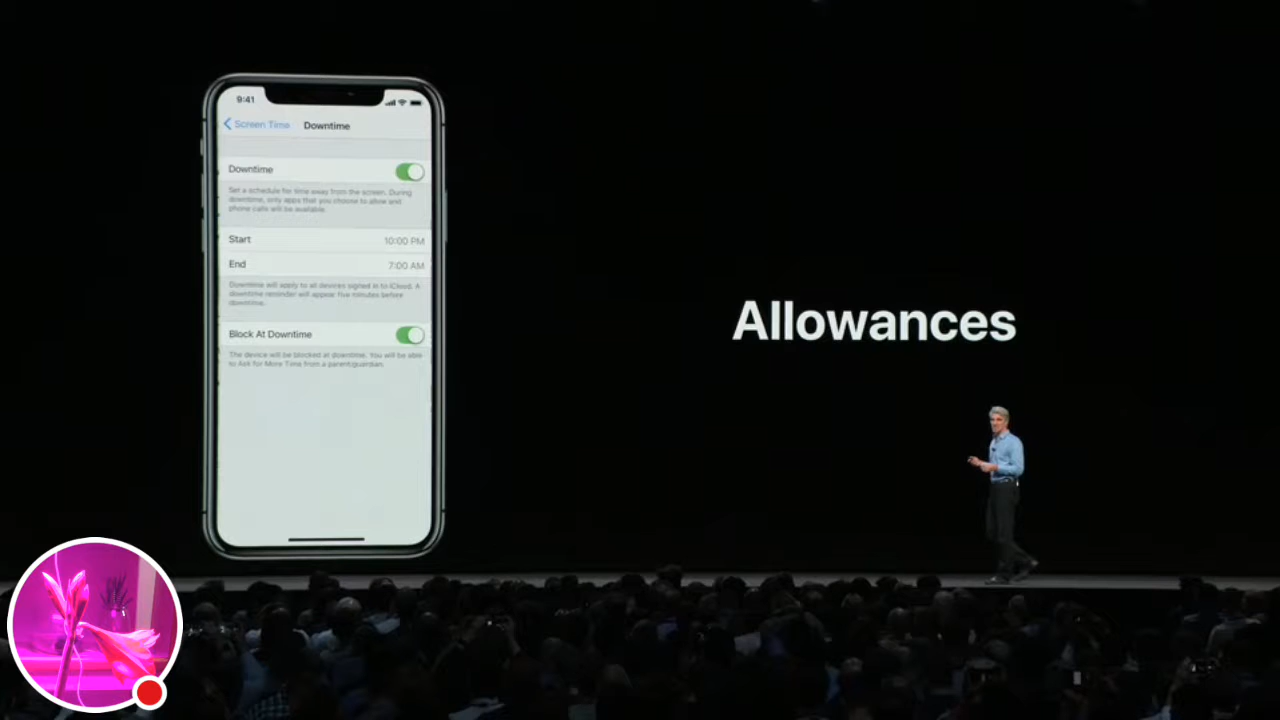 9:41
Screen Time Downtime
Downtime
Set a schedule for time away from the screen. During
downtime, only apps that you choose to allow and
phone calls will be available.
Start 10:00 PM
End 7:00 AM
Downtime will apply to all devices signed in to iCloud. A
downtime reminder will appear five minutes before
downtime.
Block At Downtime
The device will be blocked at downtime. You will be able
to Ask for More Time from a parent/guardian.
Allowances